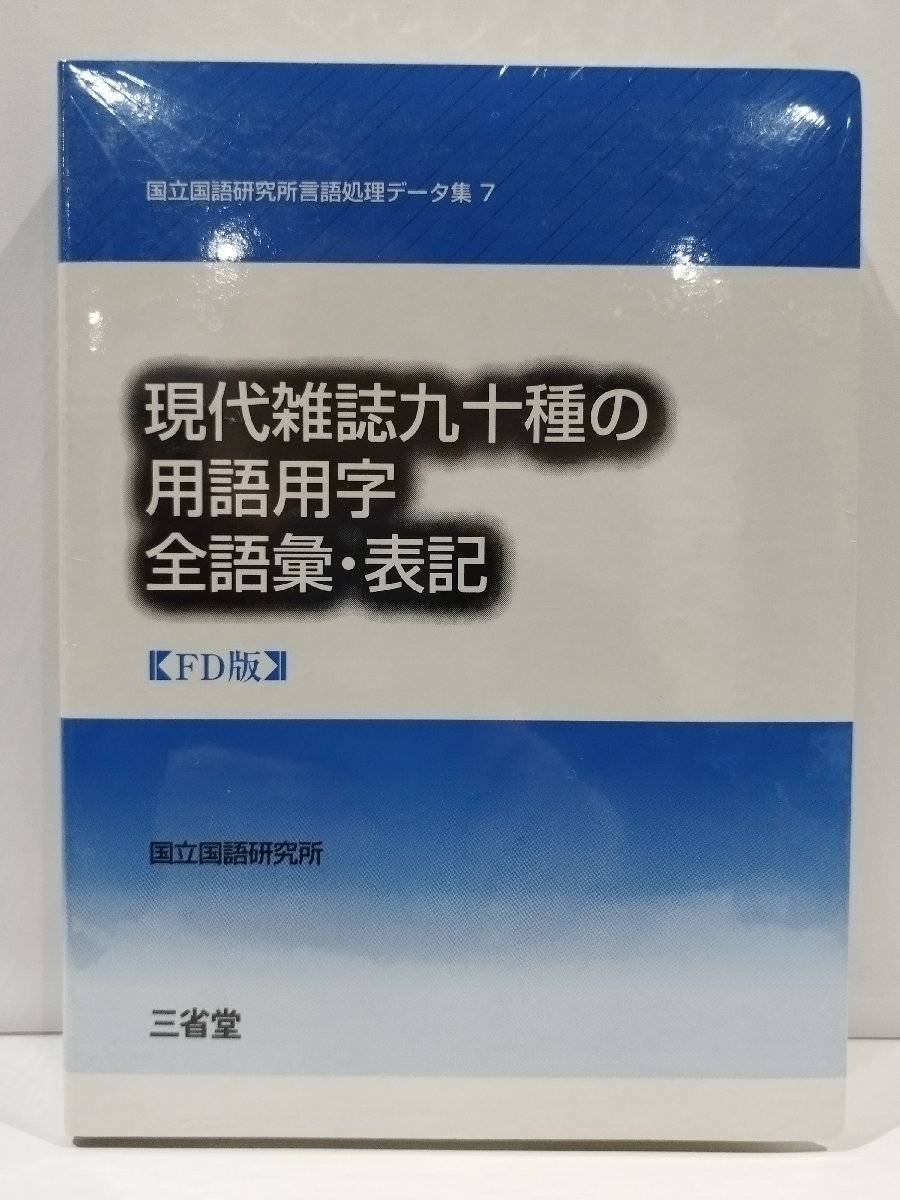 国立国語研究所言語処理データ集 7
現代雑誌九十種の
用語用字
全語彙・表記
【FD版】
国立国語研究所
三省堂